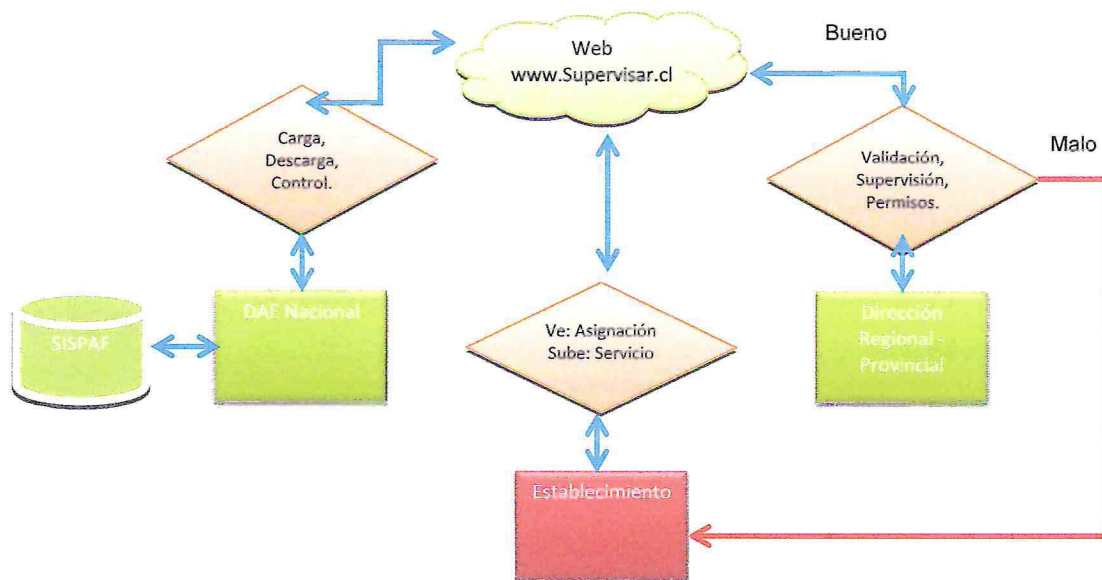 Web
www.Supervisar.cl
Bueno
Malo
Carga,
Descarga,
Control.
Validación,
Supervisión,
Permisos.
SISPAE
DAE Nacional
Ve: Asignación
Sube: Servicio
Dirección
Regional -
Provincial
Establecimiento